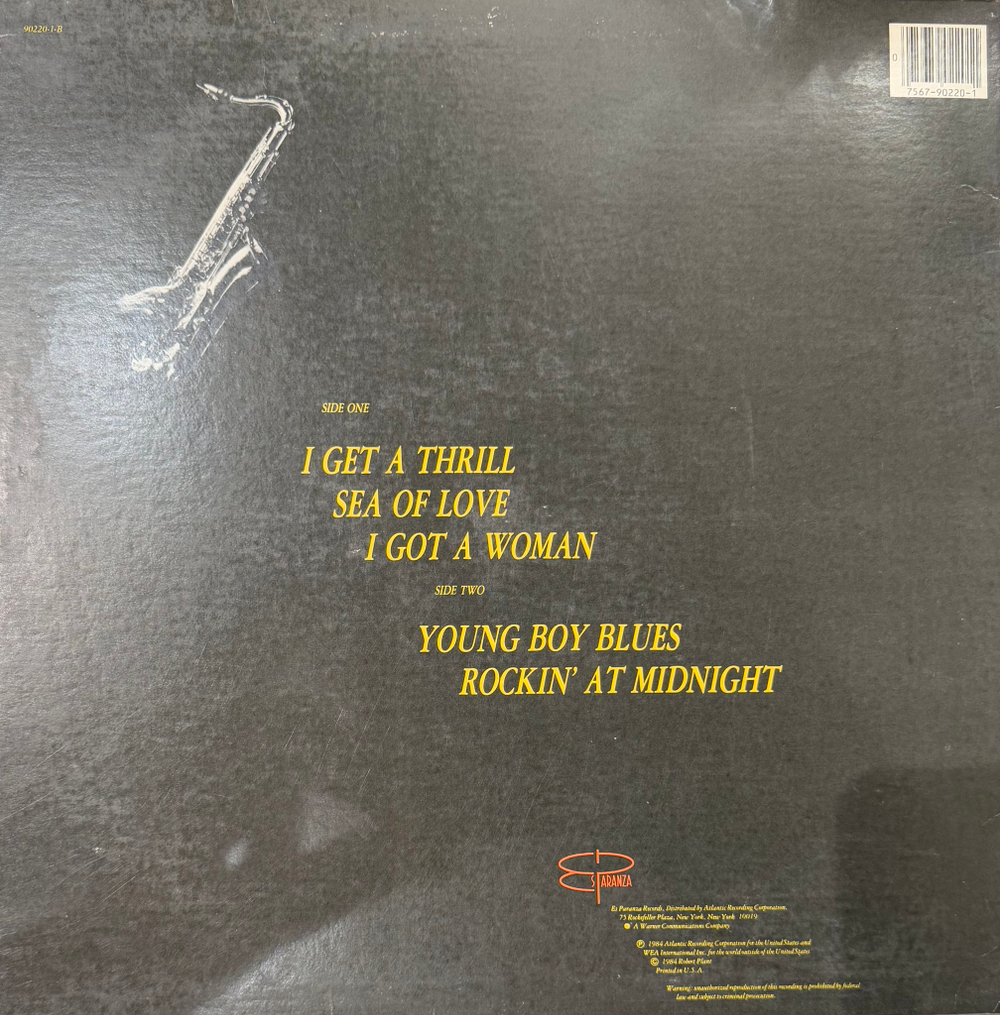 90220-1-B
0
7567-90220-1
SIDE ONE
I GET A THRILL
SEA OF LOVE
I GOT A WOMAN
SIDE TWO
YOUNG BOY BLUES
ROCKIN' AT MIDNIGHT
ES PARANZA
Es Paranza Records, Distributed by Atlantic Recording Corporation,
75 Rockefeller Plaza, New York, New York 10019.
A Warner Communications Company
℗ 1984 Atlantic Recording Corporation for the United States and
WEA International Inc. for the world outside of the United States
© 1984 Robert Plant
Printed in U.S.A.
Warning: unauthorized reproduction of this recording is prohibited by federal
law and subject to criminal prosecution.